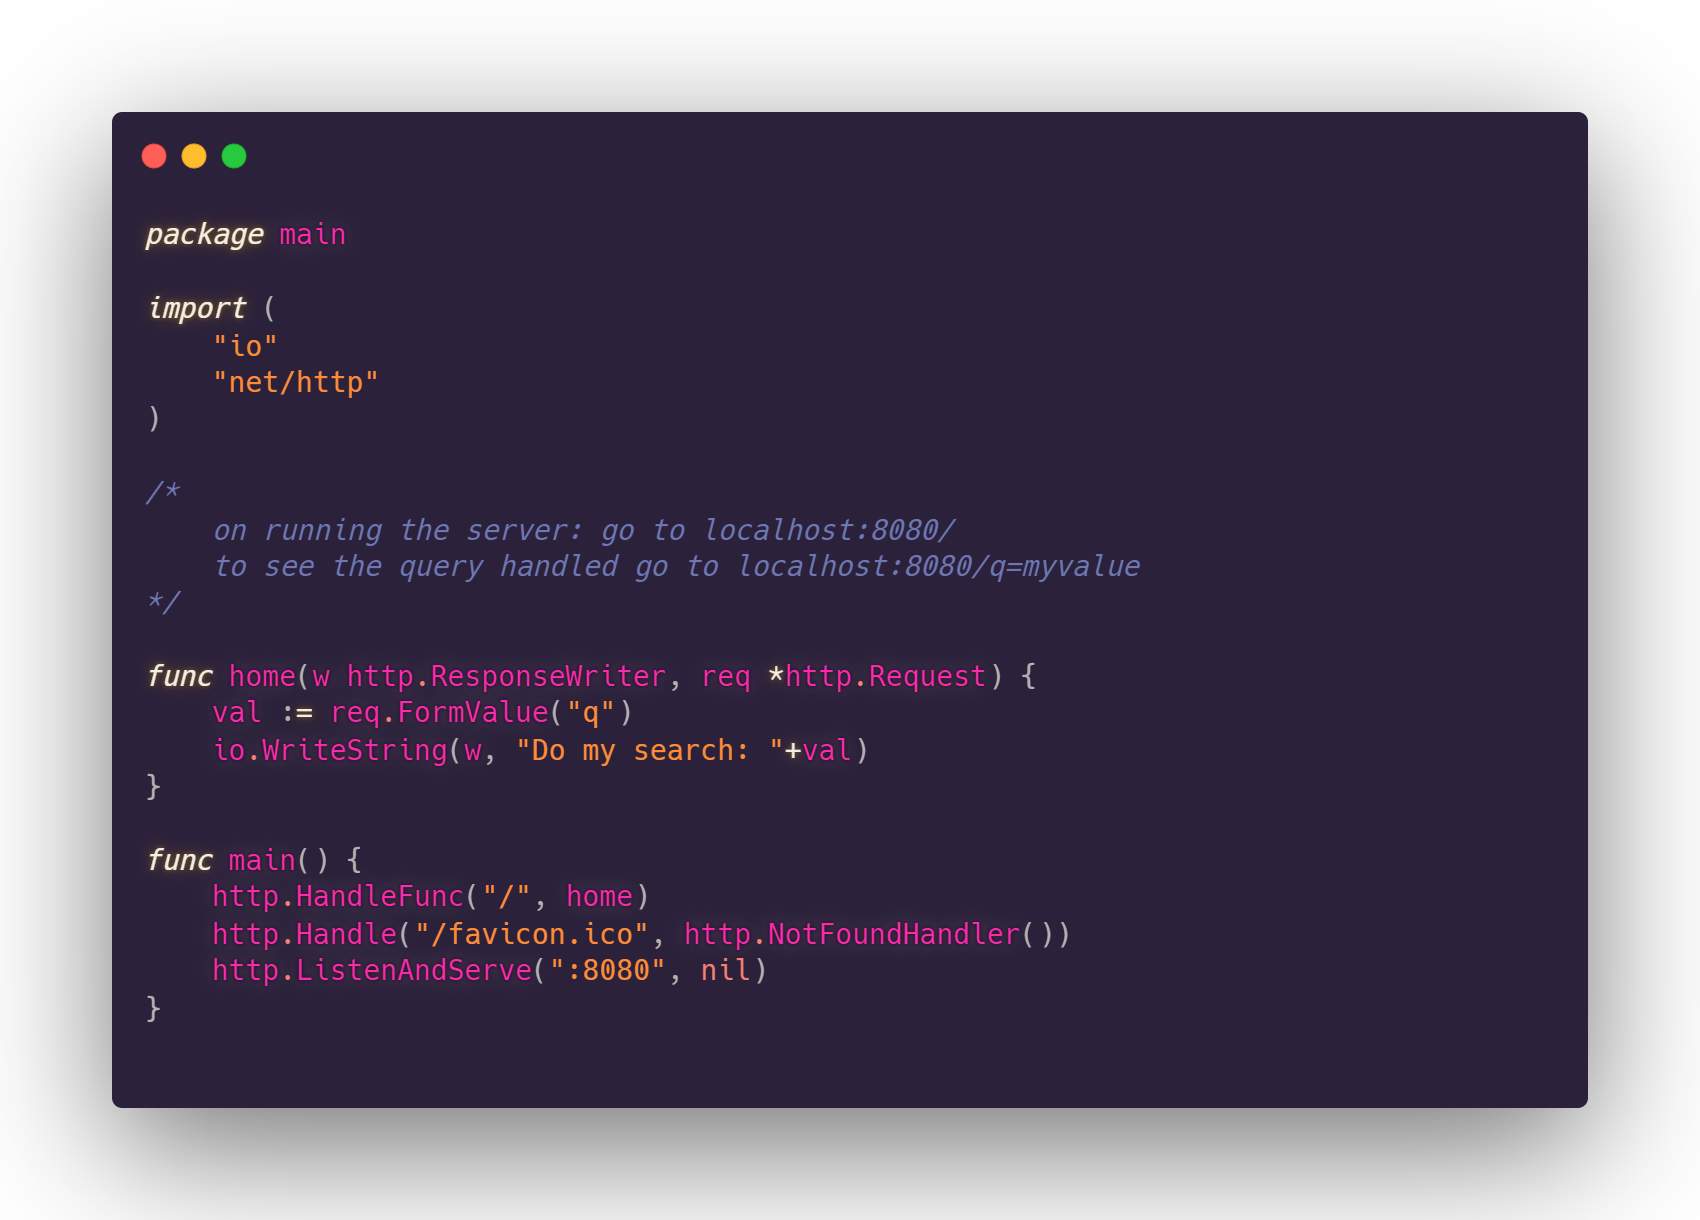 package main

import (
    "io"
    "net/http"
)

/*
    on running the server: go to localhost:8080/
    to see the query handled go to localhost:8080/q=myvalue
*/

func home(w http.ResponseWriter, req *http.Request) {
    val := req.FormValue("q")
    io.WriteString(w, "Do my search: "+val)
}

func main() {
    http.HandleFunc("/", home)
    http.Handle("/favicon.ico", http.NotFoundHandler())
    http.ListenAndServe(":8080", nil)
}